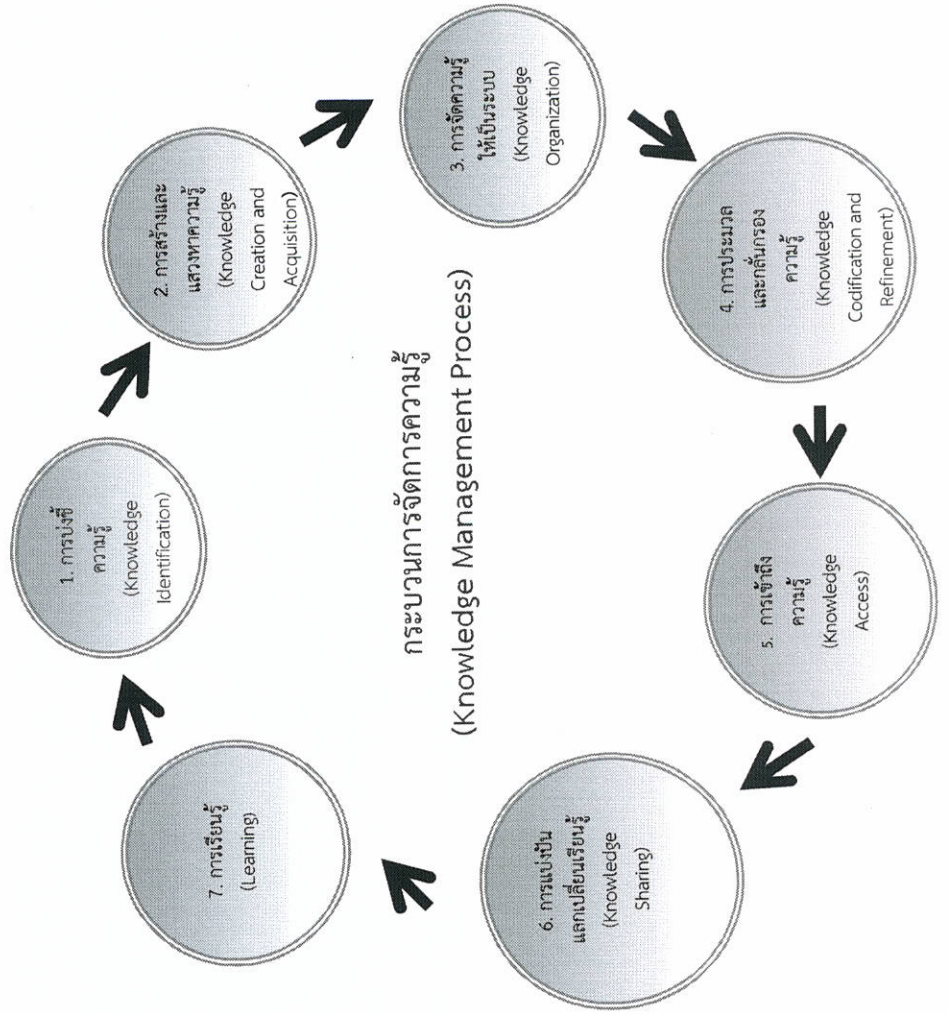 กระบวนการจัดการความรู้
(Knowledge Management Process)
1. การบ่งชี้
ความรู้
(Knowledge
Identification)
2. การสร้างและ
แสวงหาความรู้
(Knowledge
Creation and
Acquisition)
3. การจัดความรู้
ให้เป็นระบบ
(Knowledge
Organization)
4. การประมวล
และกลั่นกรอง
ความรู้
(Knowledge
Codification and
Refinement)
5. การเข้าถึง
ความรู้
(Knowledge
Access)
6. การแบ่งปัน
แลกเปลี่ยนเรียนรู้
(Knowledge
Sharing)
7. การเรียนรู้
(Learning)